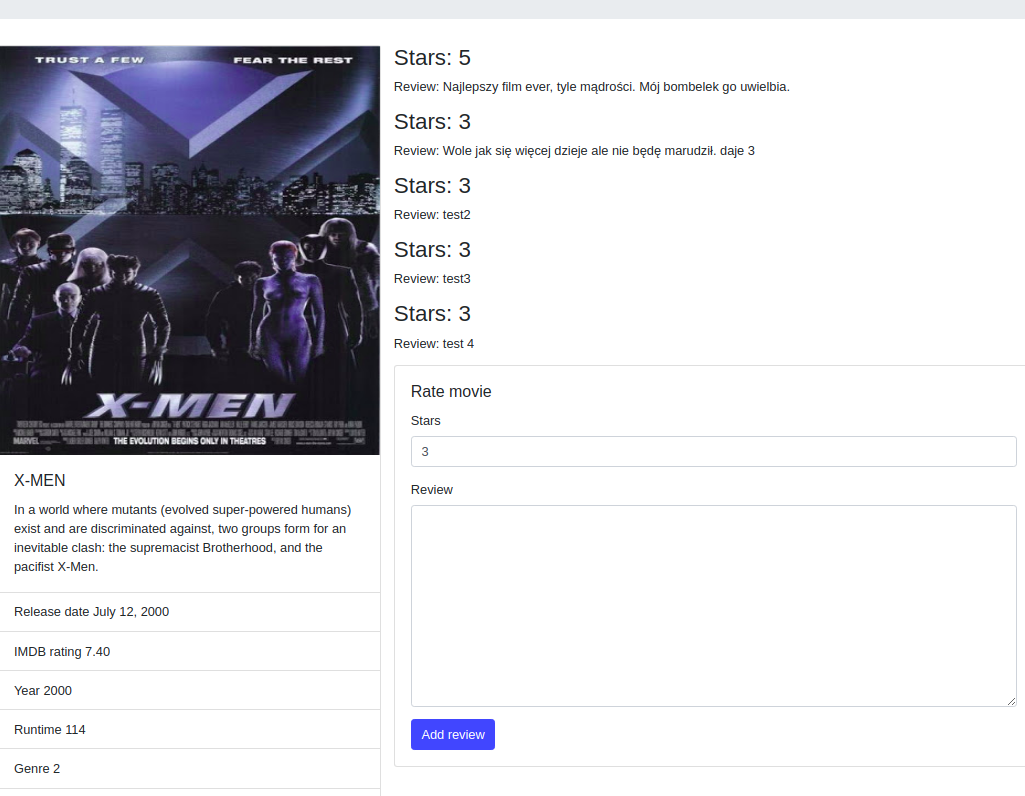 TRUST A FEW
FEAR THE REST
X-MEN
MARVEL
THE EVOLUTION BEGINS ONLY IN THEATRES
X-MEN
In a world where mutants (evolved super-powered humans)
exist and are discriminated against, two groups form for an
inevitable clash: the supremacist Brotherhood, and the
pacifist X-Men.
Release date July 12, 2000
IMDB rating 7.40
Year 2000
Runtime 114
Genre 2
Stars: 5
Review: Najlepszy film ever, tyle mądrości. Mój bombelek go uwielbia.
Stars: 3
Review: Wole jak się więcej dzieje ale nie będę marudził. daje 3
Stars: 3
Review: test2
Stars: 3
Review: test3
Stars: 3
Review: test 4
Rate movie
Stars
3
Review
Add review